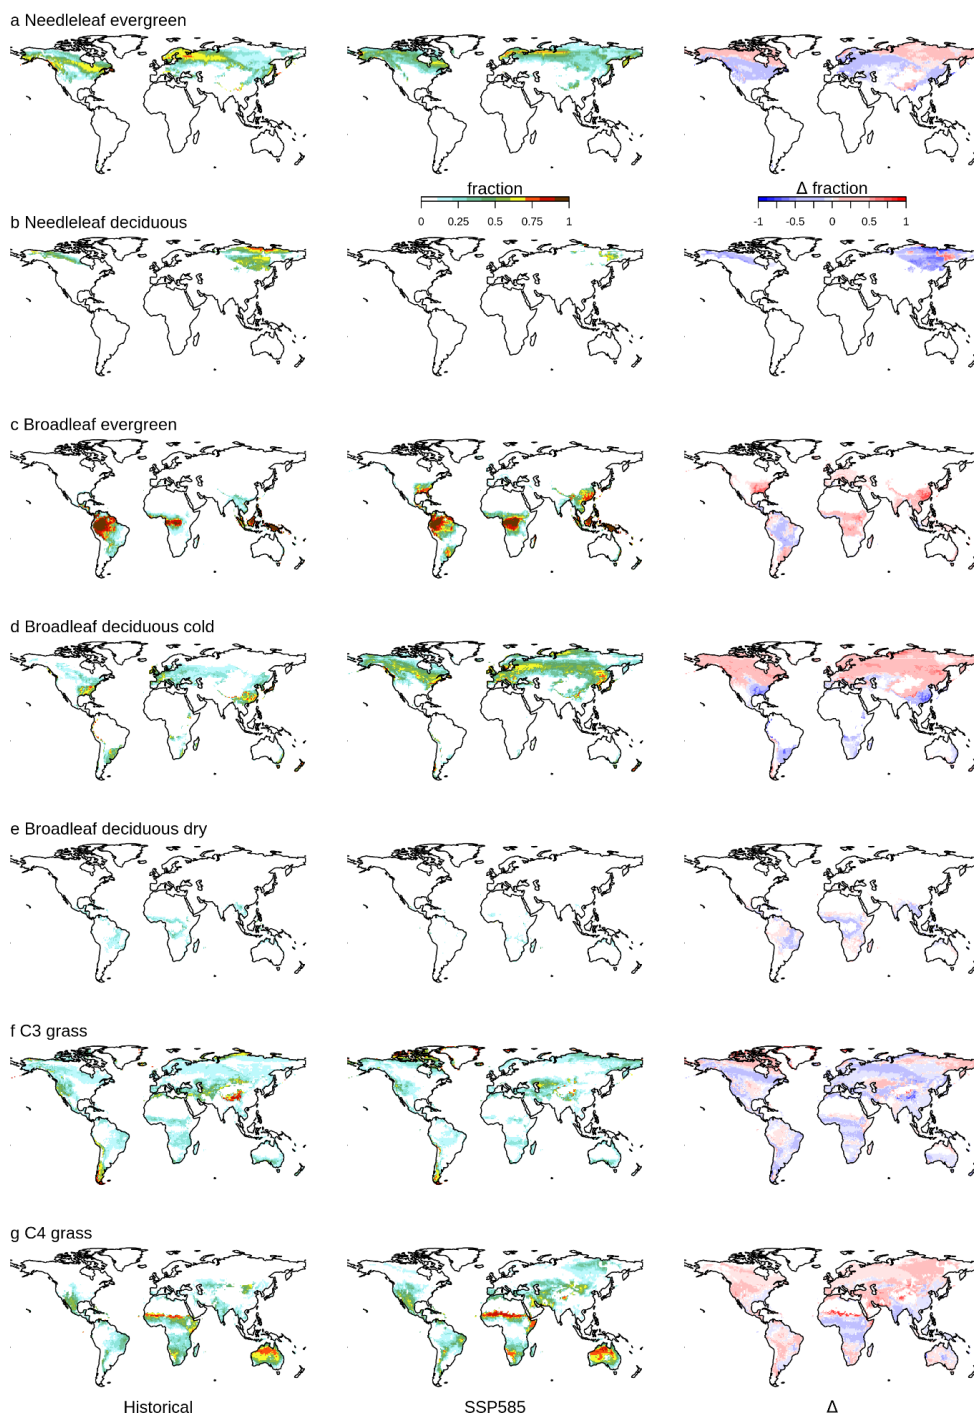 a Needleleaf evergreen
fraction
0 0.25 0.5 0.75 1
Δ fraction
-1 -0.5 0 0.5 1
b Needleleaf deciduous
c Broadleaf evergreen
d Broadleaf deciduous cold
e Broadleaf deciduous dry
f C3 grass
g C4 grass
Historical
SSP585
Δ